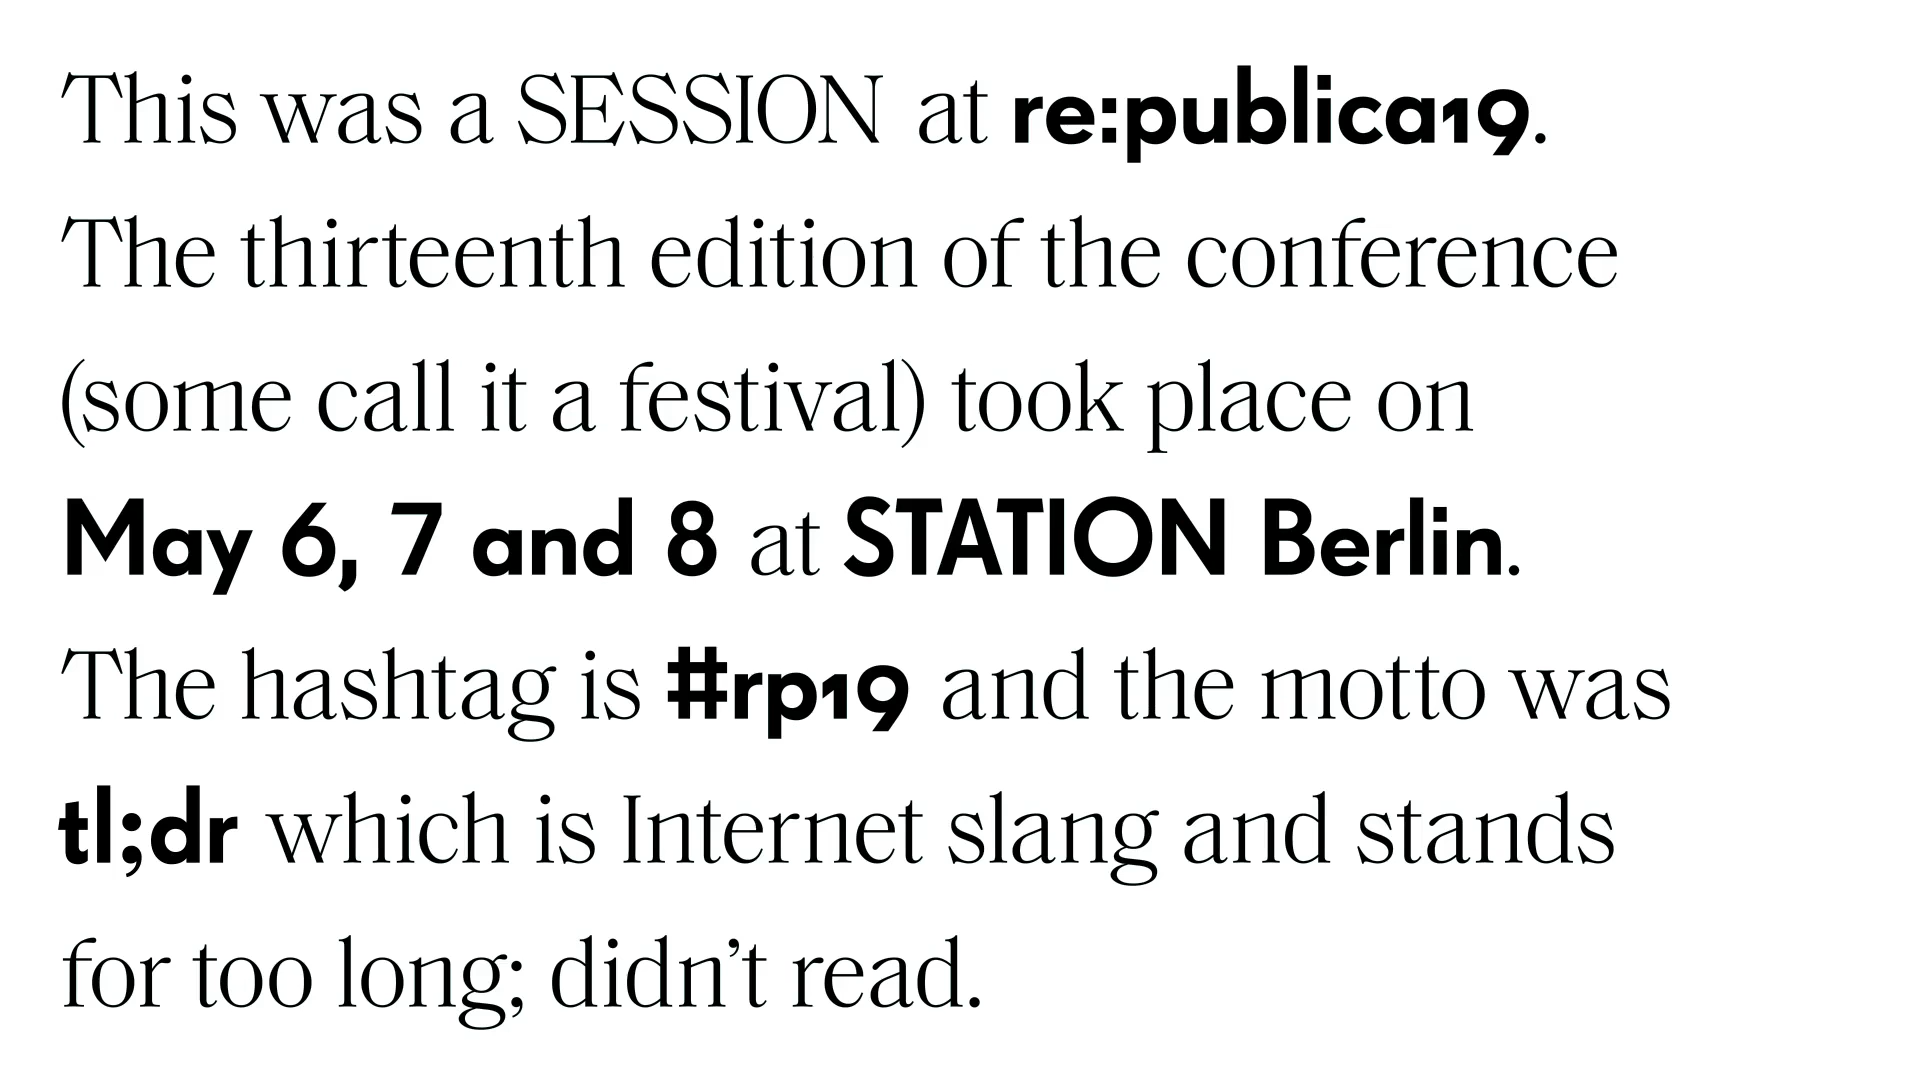 This was a SESSION at re:publica19.
The thirteenth edition of the conference
(some call it a festival) took place on
May 6, 7 and 8 at STATION Berlin.
The hashtag is #rp19 and the motto was
tl;dr which is Internet slang and stands
for too long; didn’t read.